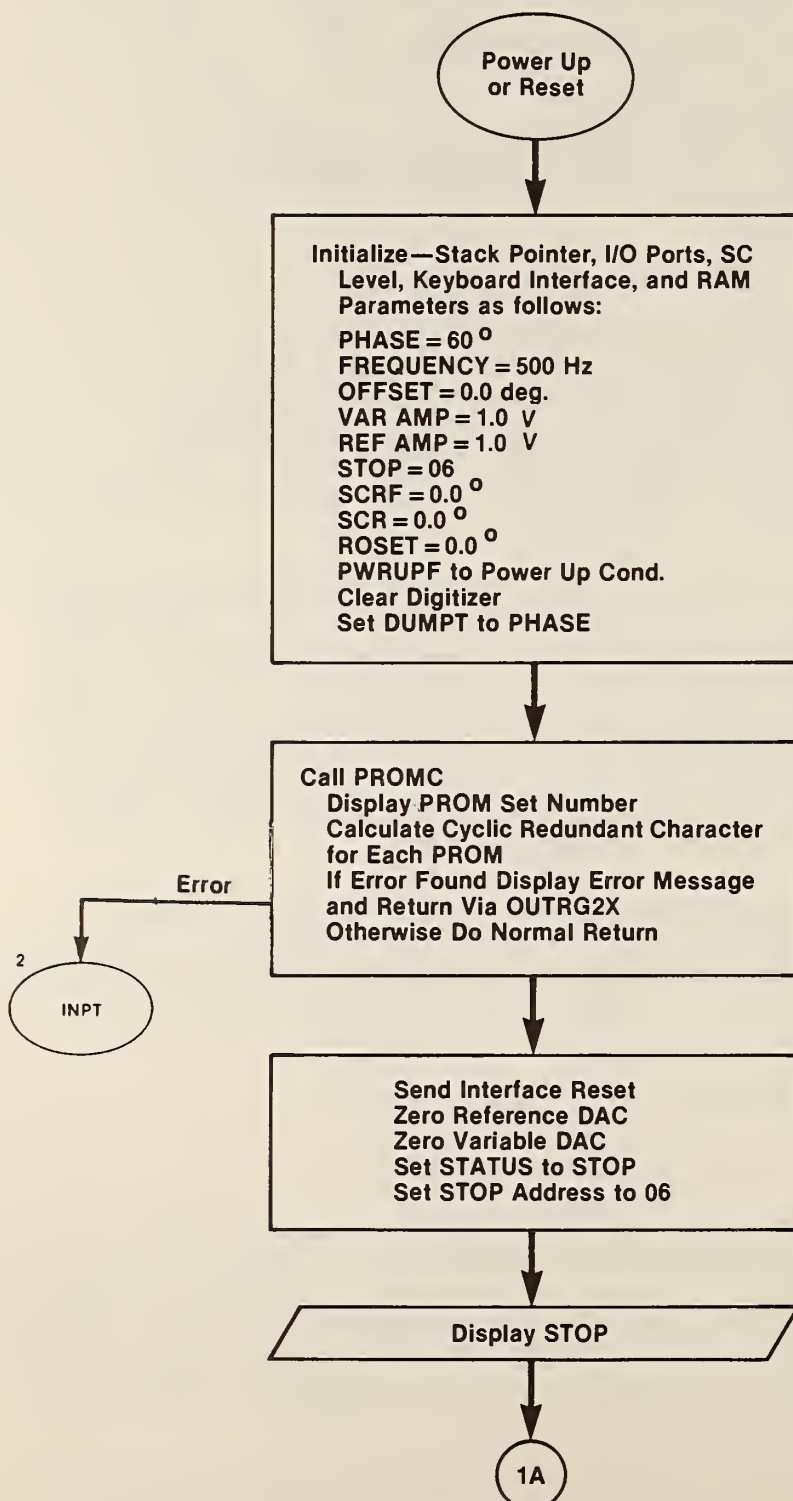 Power Up
or Reset
Initialize—Stack Pointer, I/O Ports, SC
Level, Keyboard Interface, and RAM
Parameters as follows:
PHASE = 60 º
FREQUENCY = 500 Hz
OFFSET = 0.0 deg.
VAR AMP = 1.0 V
REF AMP = 1.0 V
STOP = 06
SCRF = 0.0 º
SCR = 0.0 º
ROSET = 0.0 º
PWRUPF to Power Up Cond.
Clear Digitizer
Set DUMPT to PHASE
Call PROMC
Display PROM Set Number
Calculate Cyclic Redundant Character
for Each PROM
If Error Found Display Error Message
and Return Via OUTRG2X
Otherwise Do Normal Return
Error
2
INPT
Send Interface Reset
Zero Reference DAC
Zero Variable DAC
Set STATUS to STOP
Set STOP Address to 06
Display STOP
1A